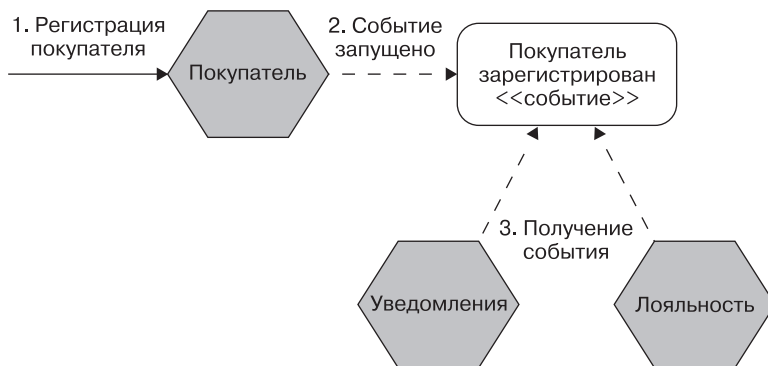 1. Регистрация
покупателя
Покупатель
2. Событие
запущено
Покупатель
зарегистрирован
<<событие>>
3. Получение
события
Уведомления
Лояльность